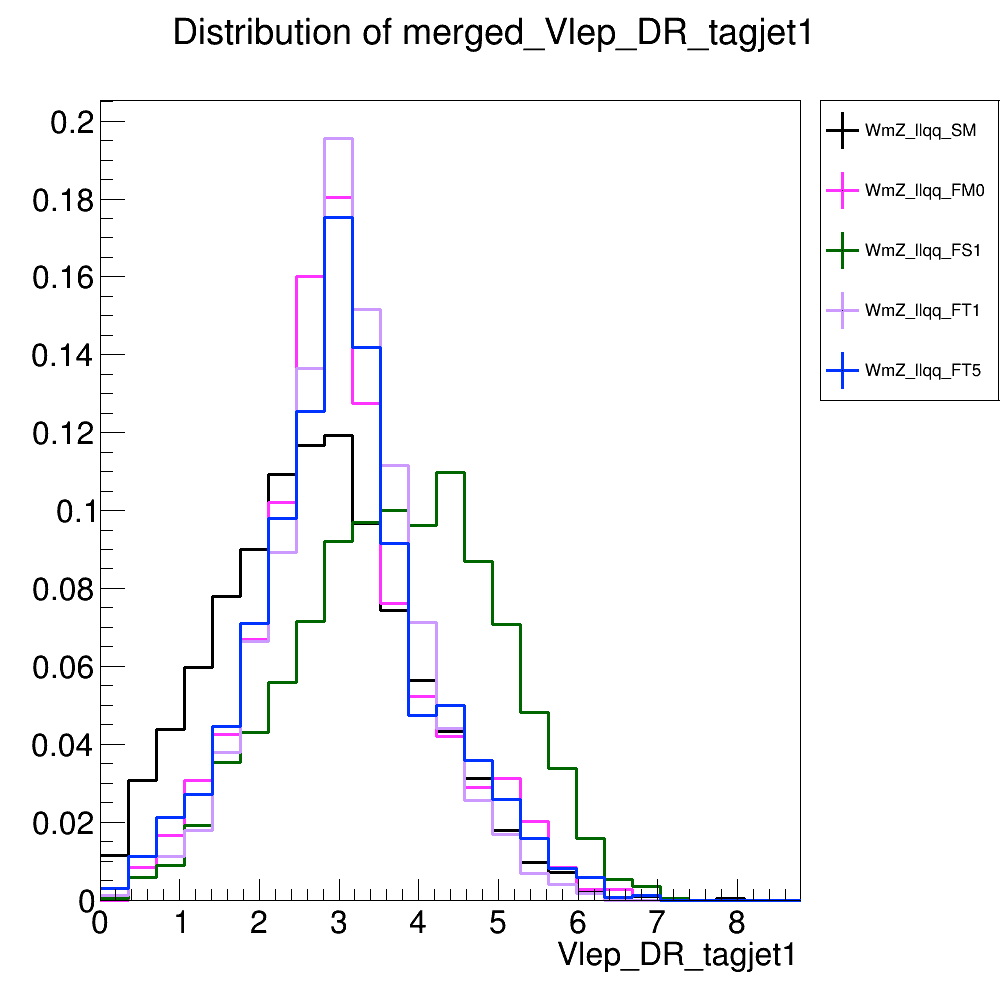 Distribution of merged_Vlep_DR_tagjet1
0.2
0.18
0.16
0.14
0.12
0.1
0.08
0.06
0.04
0.02
0
0 1 2 3 4 5 6 7 8
Vlep_DR_tagjet1
WmZ_llqq_SM
WmZ_llqq_FM0
WmZ_llqq_FS1
WmZ_llqq_FT1
WmZ_llqq_FT5